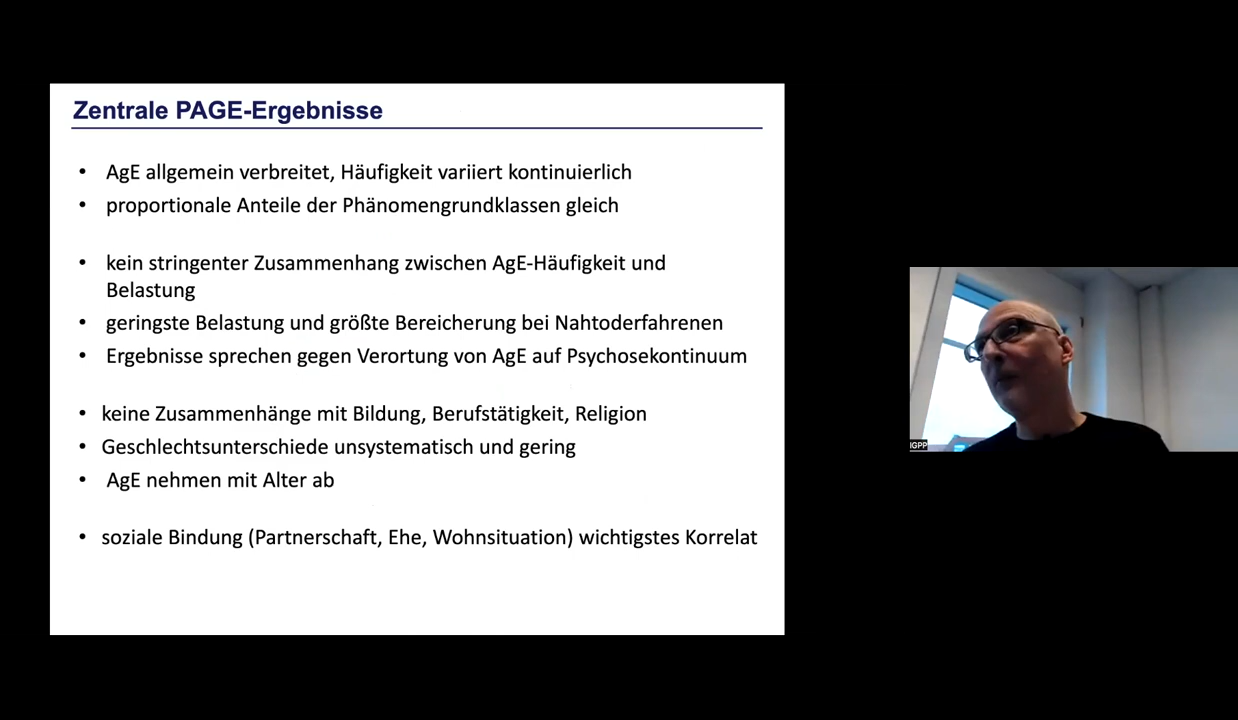 Zentrale PAGE-Ergebnisse
• AgE allgemein verbreitet, Häufigkeit variiert kontinuierlich
• proportionale Anteile der Phänomengrundklassen gleich
• kein stringenter Zusammenhang zwischen AgE-Häufigkeit und
Belastung
• geringste Belastung und größte Bereicherung bei Nahtoderfahrenen
• Ergebnisse sprechen gegen Verortung von AgE auf Psychosekontinuum
• keine Zusammenhänge mit Bildung, Berufstätigkeit, Religion
• Geschlechtsunterschiede unsystematisch und gering
• AgE nehmen mit Alter ab
• soziale Bindung (Partnerschaft, Ehe, Wohnsituation) wichtigstes Korrelat
IGPP